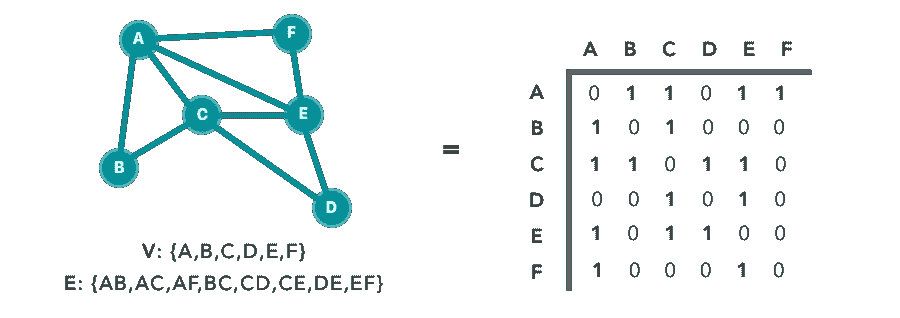 A F
C E
B
D
V: {A,B,C,D,E,F}
E: {AB,AC,AF,BC,CD,CE,DE,EF}
=
A B C D E F
A 0 1 1 0 1 1
B 1 0 1 0 0 0
C 1 1 0 1 1 0
D 0 0 1 0 1 0
E 1 0 1 1 0 0
F 1 0 0 0 1 0